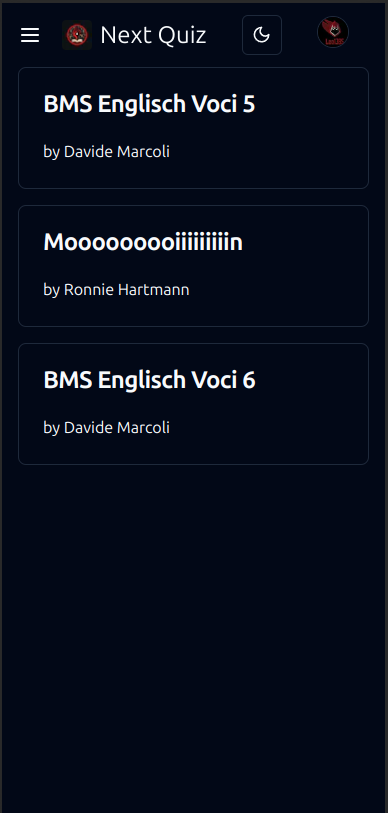 Next Quiz
BMS Englisch Voci 5
by Davide Marcoli
Mooooooooiiiiiiiiin
by Ronnie Hartmann
BMS Englisch Voci 6
by Davide Marcoli